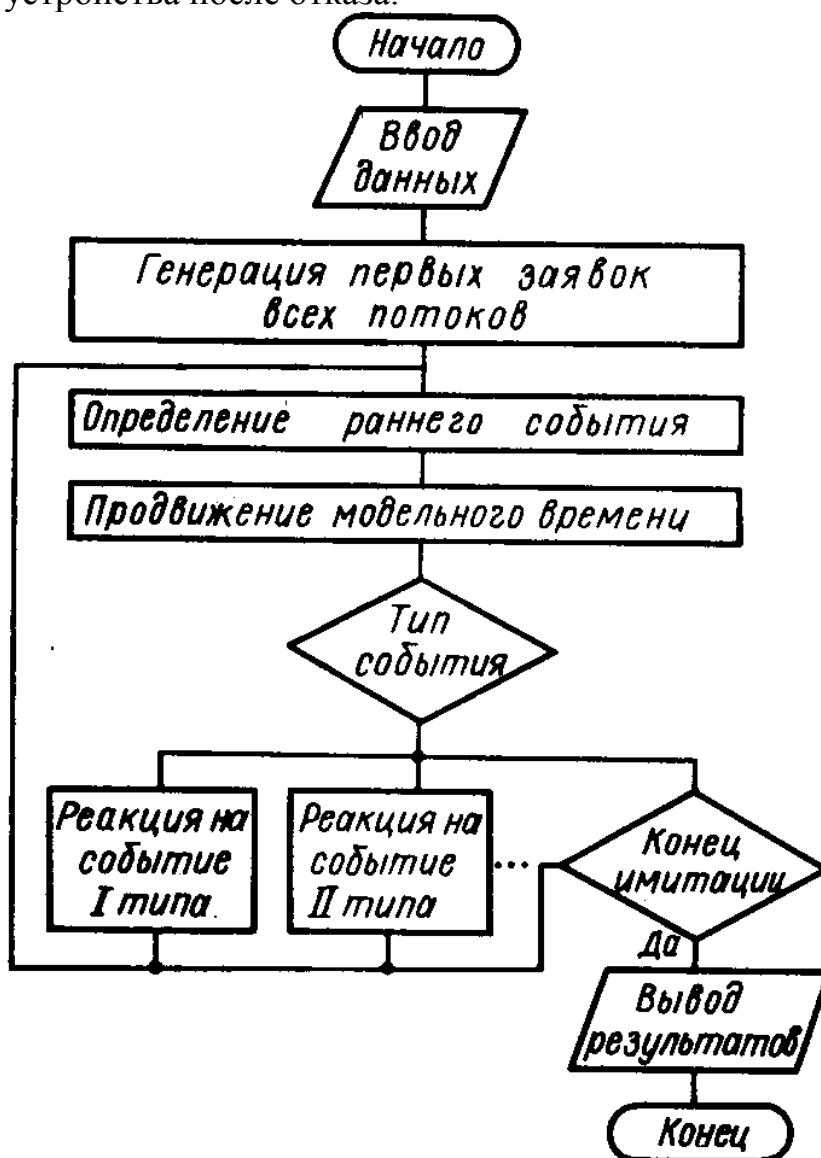 устройства после отказа.
Начало
Ввод
данных
Генерация первых заявок
всех потоков
Определение раннего события
Продвижение модельного времени
Тип
события
Реакция на
событие
I типа
Реакция на
событие
II типа
...
Конец
имитации
Да
Вывод
результатов
Конец